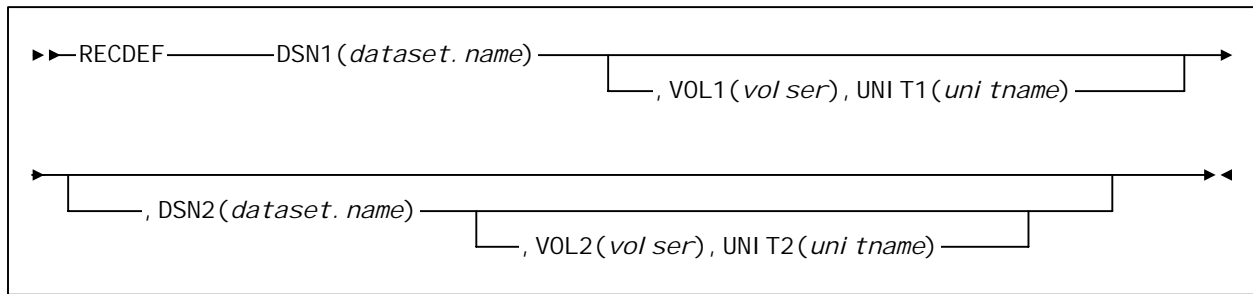 RECDEF DSN1(dataset.name)
,VOL1(volser),UNIT1(unitname)
,DSN2(dataset.name)
,VOL2(volser),UNIT2(unitname)